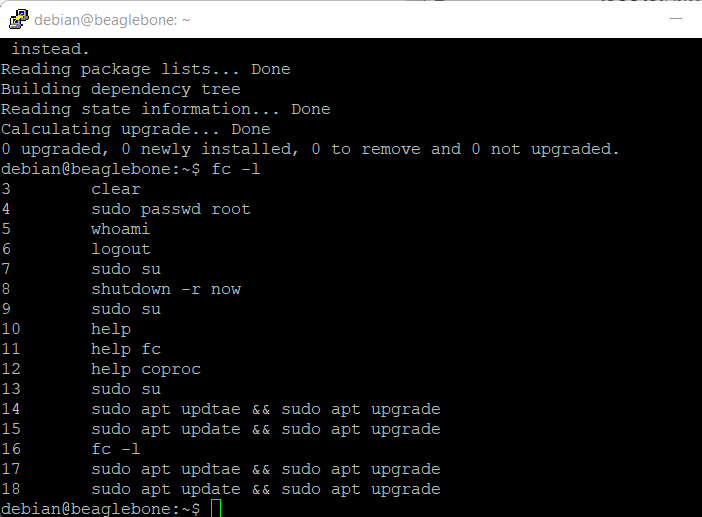 debian@beaglebone: ~
 instead.
Reading package lists... Done
Building dependency tree
Reading state information... Done
Calculating upgrade... Done
0 upgraded, 0 newly installed, 0 to remove and 0 not upgraded.
debian@beaglebone:~$ fc -l
3 clear
4 sudo passwd root
5 whoami
6 logout
7 sudo su
8 shutdown -r now
9 sudo su
10 help
11 help fc
12 help coproc
13 sudo su
14 sudo apt updtae && sudo apt upgrade
15 sudo apt update && sudo apt upgrade
16 fc -l
17 sudo apt updtae && sudo apt upgrade
18 sudo apt update && sudo apt upgrade
debian@beaglebone:~$